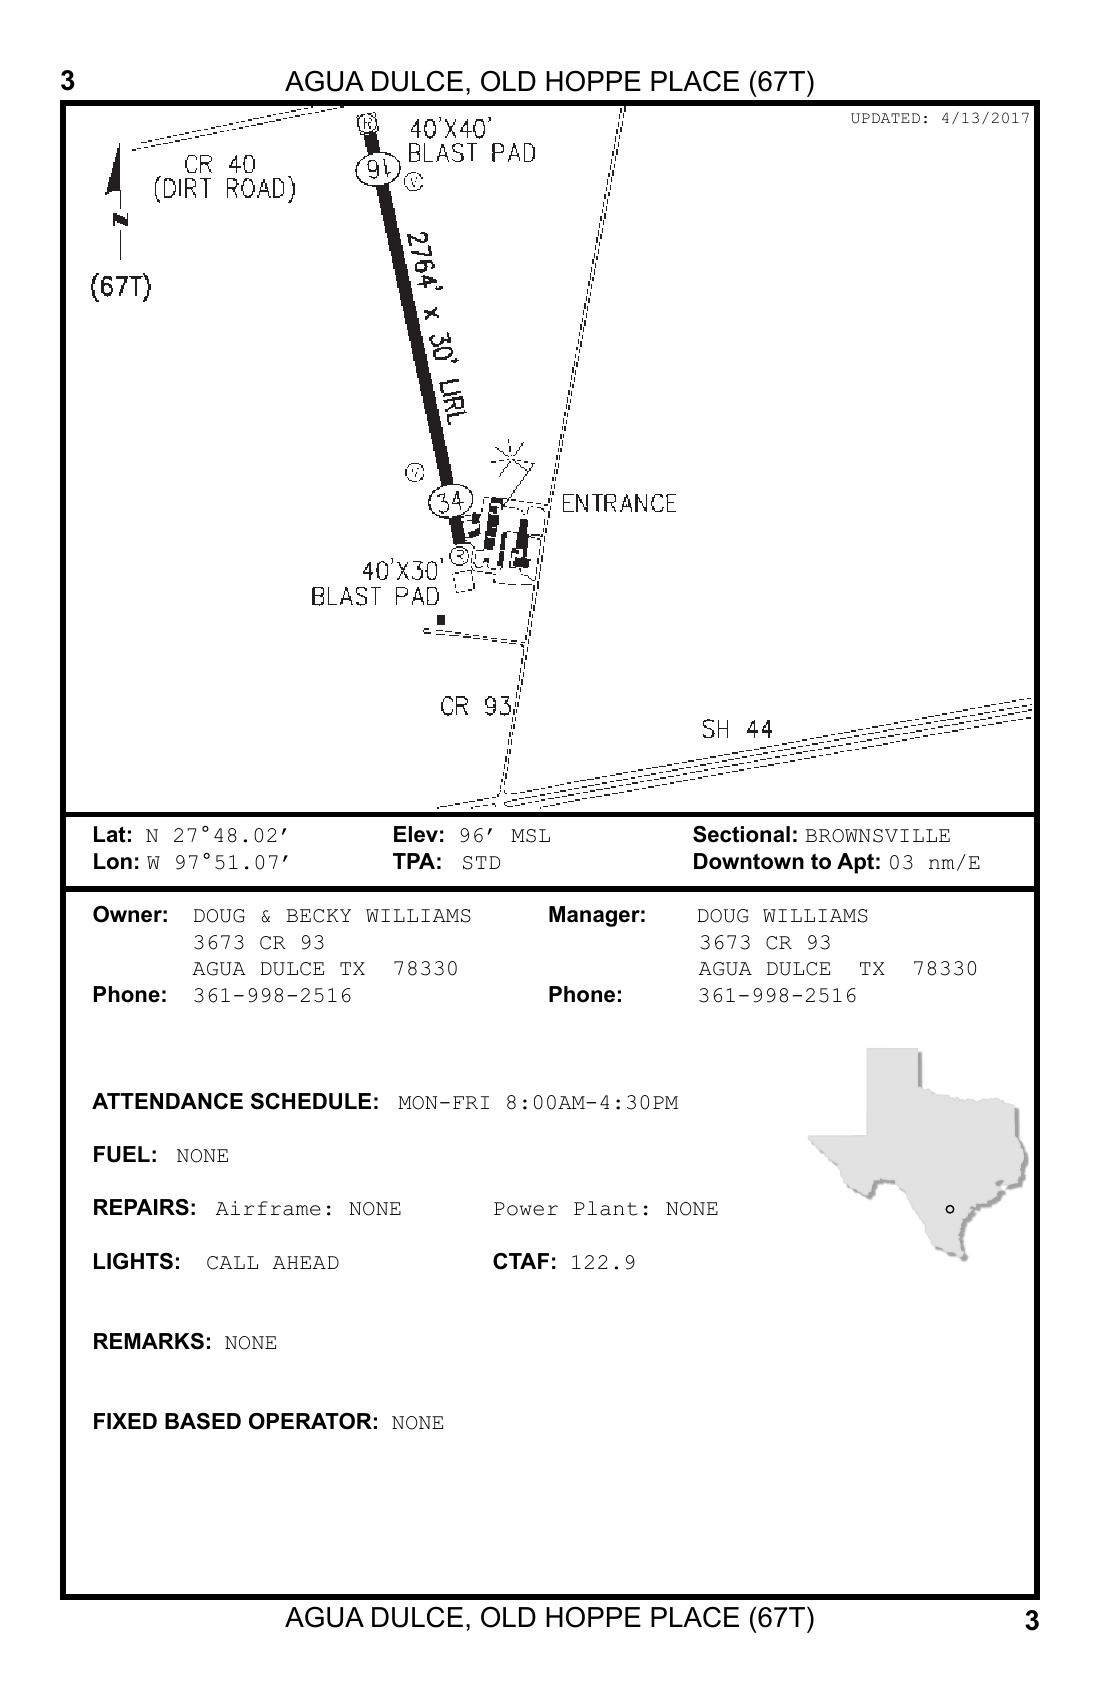 3
AGUA DULCE, OLD HOPPE PLACE (67T)
UPDATED: 4/13/2017
R
40'X40'
BLAST PAD
CR 40
(DIRT ROAD)
16
V
N
(67T)
2764' x 30' LIRL
V
34
ENTRANCE
R
40'X30'
BLAST PAD
CR 93
SH 44
Lat: N 27°48.02′ Elev: 96′ MSL Sectional: BROWNSVILLE
Lon: W 97°51.07′ TPA: STD Downtown to Apt: 03 nm/E
Owner: DOUG & BECKY WILLIAMS Manager: DOUG WILLIAMS
3673 CR 93 3673 CR 93
AGUA DULCE TX 78330 AGUA DULCE TX 78330
Phone: 361-998-2516 Phone: 361-998-2516
ATTENDANCE SCHEDULE: MON-FRI 8:00AM-4:30PM
FUEL: NONE
REPAIRS: Airframe: NONE Power Plant: NONE
LIGHTS: CALL AHEAD CTAF: 122.9
REMARKS: NONE
FIXED BASED OPERATOR: NONE
AGUA DULCE, OLD HOPPE PLACE (67T)
3